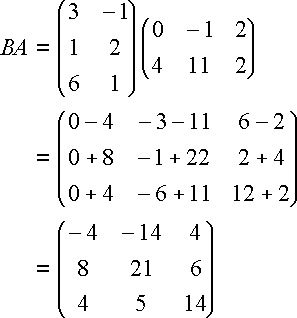 BA = ( 3 −1 ; 1 2 ; 6 1 ) ( 0 −1 2 ; 4 11 2 )
= ( 0−4 −3−11 6−2 ; 0+8 −1+22 2+4 ; 0+4 −6+11 12+2 )
= ( −4 −14 4 ; 8 21 6 ; 4 5 14 )